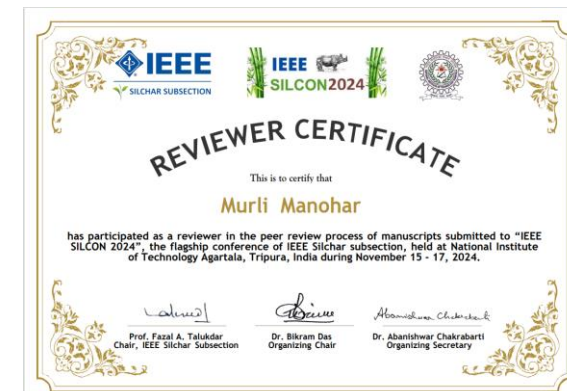 IEEE
SILCHAR SUBSECTION
IEEE
SILCON2024
REVIEWER CERTIFICATE
This is to certify that
Murli Manohar
has participated as a reviewer in the peer review process of manuscripts submitted to "IEEE
SILCON 2024", the flagship conference of IEEE Silchar subsection, held at National Institute
of Technology Agartala, Tripura, India during November 15 - 17, 2024.
Abanishwar Chakrabarti
Prof. Fazal A. Talukdar
Chair, IEEE Silchar Subsection
Dr. Bikram Das
Organizing Chair
Dr. Abanishwar Chakrabarti
Organizing Secretary